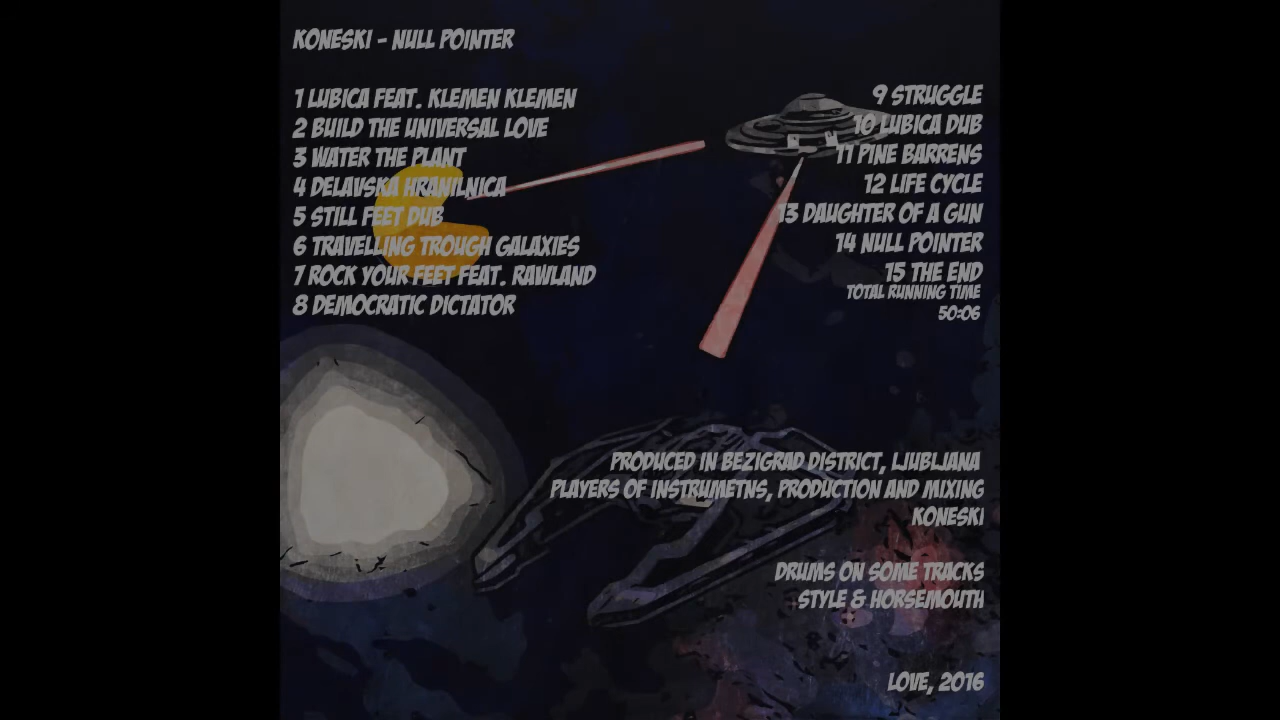 KONESKI - NULL POINTER
1 LUBICA FEAT. KLEMEN KLEMEN
2 BUILD THE UNIVERSAL LOVE
3 WATER THE PLANT
4 DELAVSKA HRANILNICA
5 STILL FEET DUB
6 TRAVELLING TROUGH GALAXIES
7 ROCK YOUR FEET FEAT. RAWLAND
8 DEMOCRATIC DICTATOR
9 STRUGGLE
10 LUBICA DUB
11 PINE BARRENS
12 LIFE CYCLE
13 DAUGHTER OF A GUN
14 NULL POINTER
15 THE END
TOTAL RUNNING TIME
50:06
PRODUCED IN BEZIGRAD DISTRICT, LJUBLJANA
PLAYERS OF INSTRUMETNS, PRODUCTION AND MIXING
KONESKI
DRUMS ON SOME TRACKS
STYLE & HORSEMOUTH
LOVE, 2016